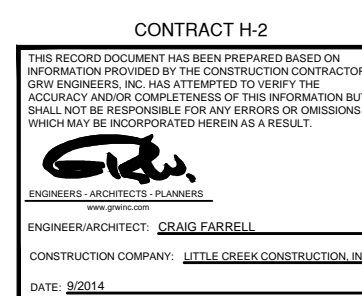 CONTRACT H-2
THIS RECORD DOCUMENT HAS BEEN PREPARED BASED ON
INFORMATION PROVIDED BY THE CONSTRUCTION CONTRACTOR
GRW ENGINEERS, INC. HAS ATTEMPTED TO VERIFY THE
ACCURACY AND/OR COMPLETENESS OF THIS INFORMATION BUT
SHALL NOT BE RESPONSIBLE FOR ANY ERRORS OR OMISSIONS
WHICH MAY BE INCORPORATED HEREIN AS A RESULT.
GRW.
ENGINEERS - ARCHITECTS - PLANNERS
www.grwinc.com
ENGINEER/ARCHITECT: CRAIG FARRELL
CONSTRUCTION COMPANY: LITTLE CREEK CONSTRUCTION, IN
DATE: 9/2014